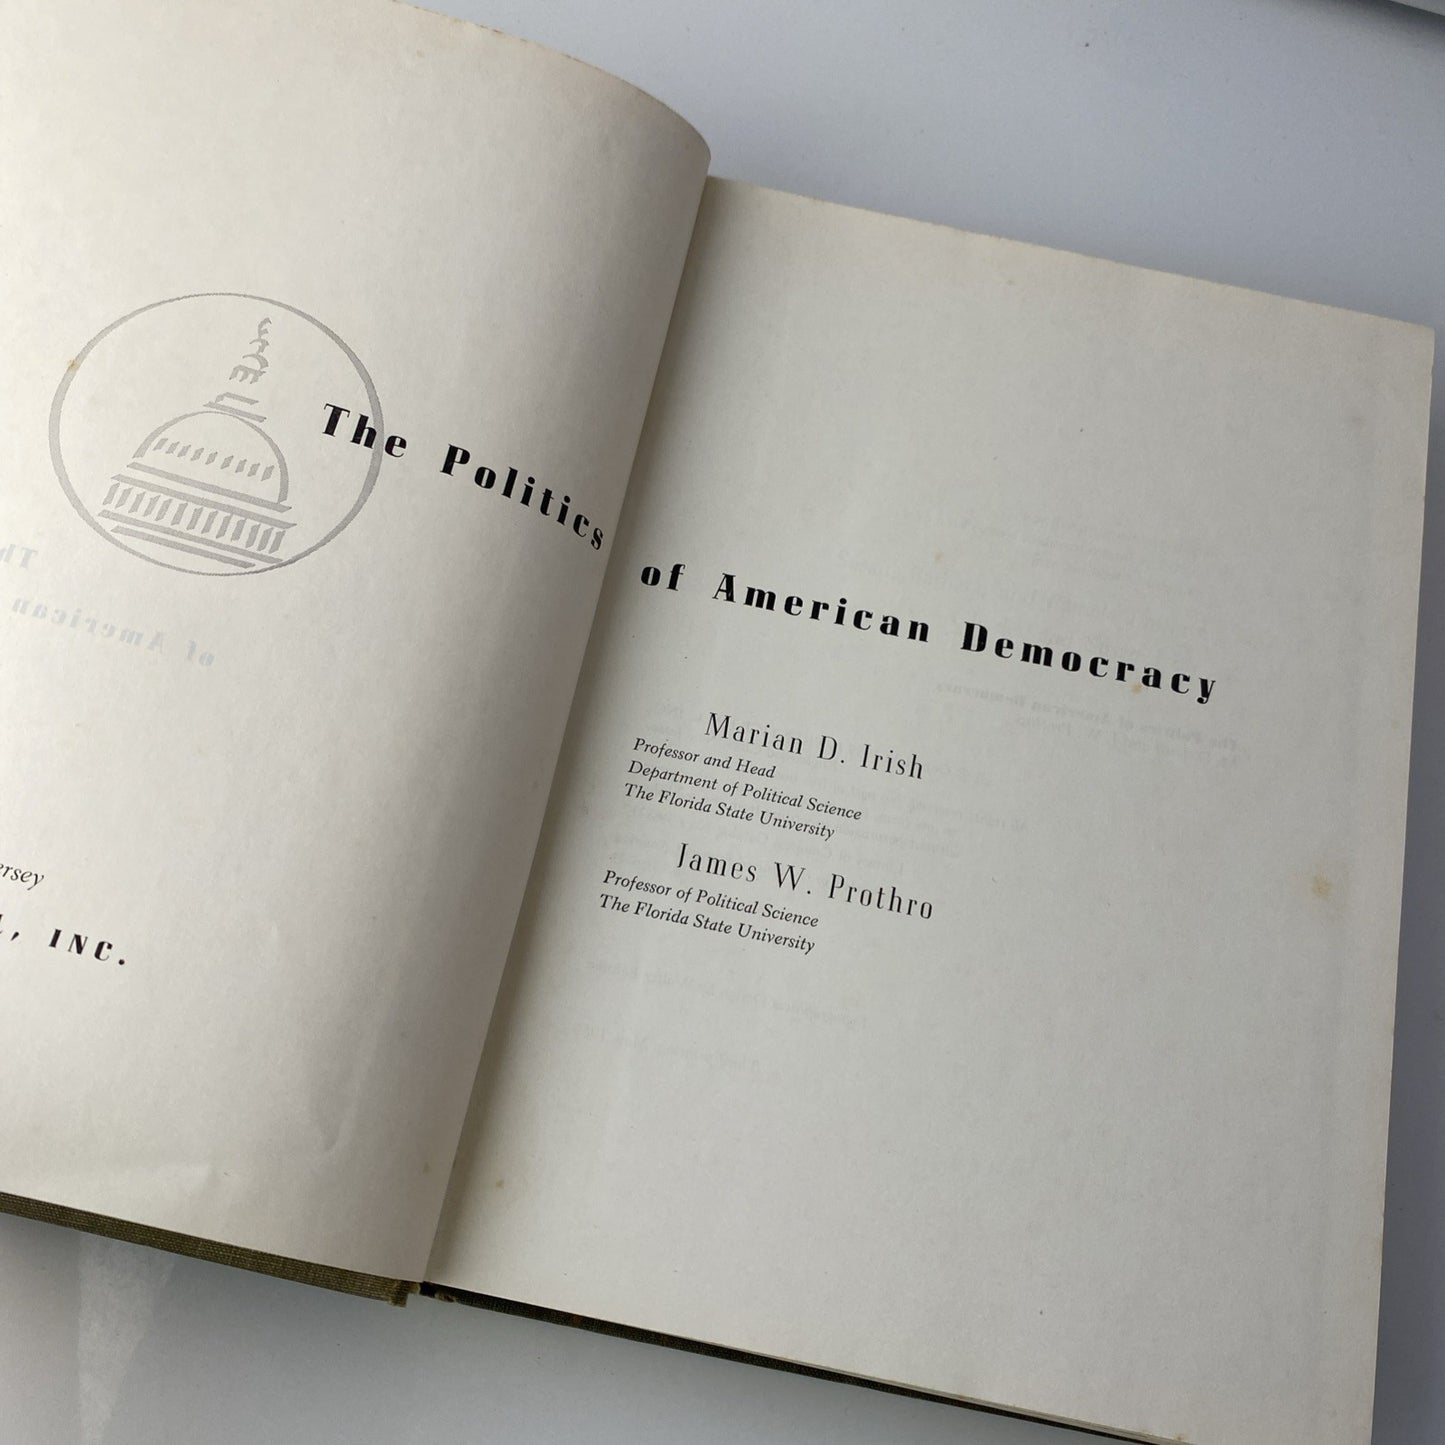 The Politics
of American Democracy
Marian D. Irish
Professor and Head
Department of Political Science
The Florida State University
James W. Prothro
Professor of Political Science
The Florida State University
ersey
L, INC.